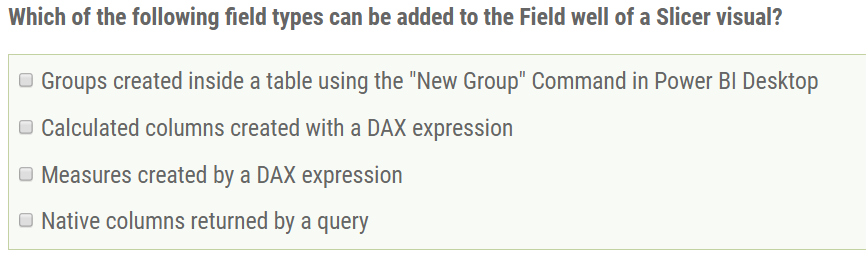 Which of the following field types can be added to the Field well of a Slicer visual?
Groups created inside a table using the "New Group" Command in Power BI Desktop
Calculated columns created with a DAX expression
Measures created by a DAX expression
Native columns returned by a query